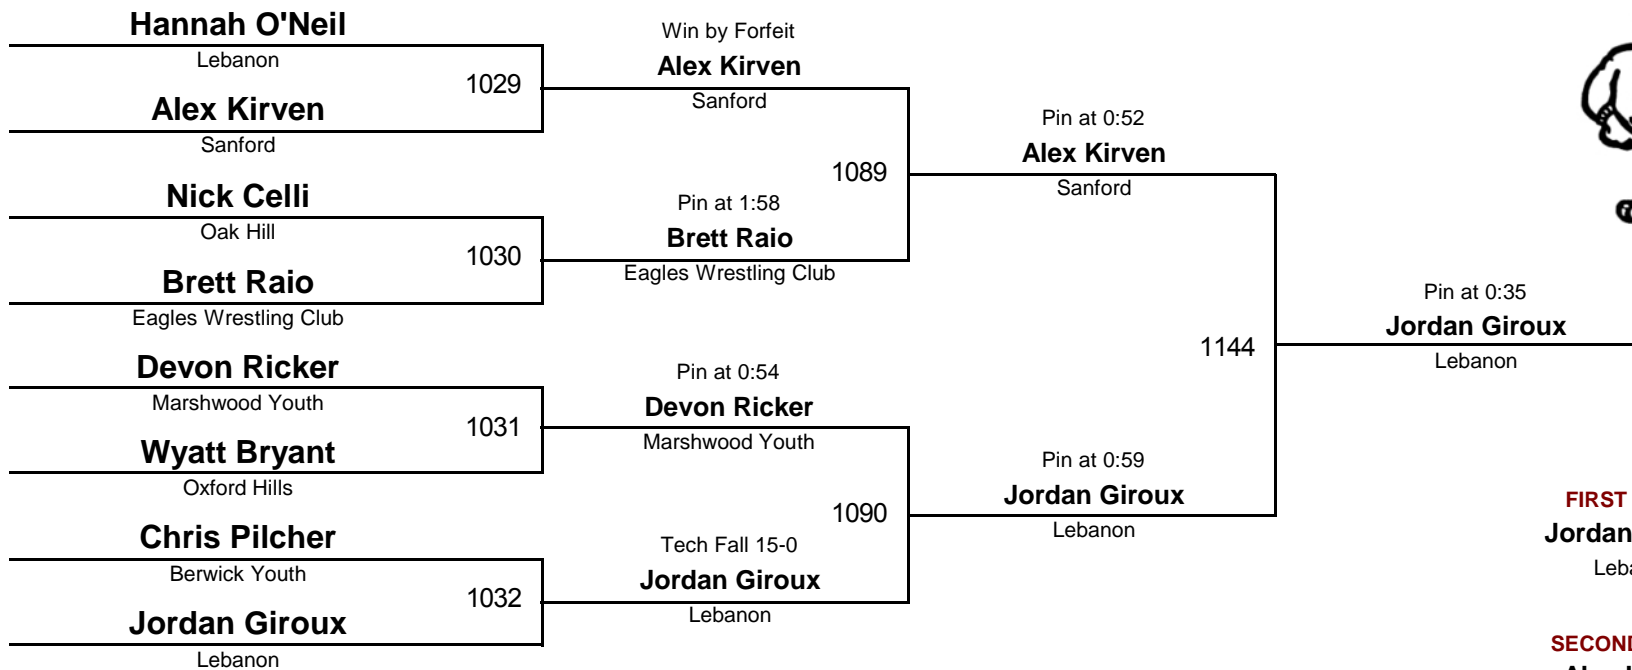 Hannah O'Neil
Lebanon
1029
Alex Kirven
Sanford
Nick Celli
Oak Hill
1030
Brett Raio
Eagles Wrestling Club
Devon Ricker
Marshwood Youth
1031
Wyatt Bryant
Oxford Hills
Chris Pilcher
Berwick Youth
1032
Jordan Giroux
Lebanon
Win by Forfeit
Alex Kirven
Sanford
1089
Pin at 1:58
Brett Raio
Eagles Wrestling Club
Pin at 0:54
Devon Ricker
Marshwood Youth
1090
Tech Fall 15-0
Jordan Giroux
Lebanon
Pin at 0:52
Alex Kirven
Sanford
1144
Pin at 0:59
Jordan Giroux
Lebanon
Pin at 0:35
Jordan Giroux
Lebanon
FIRST
Jordan